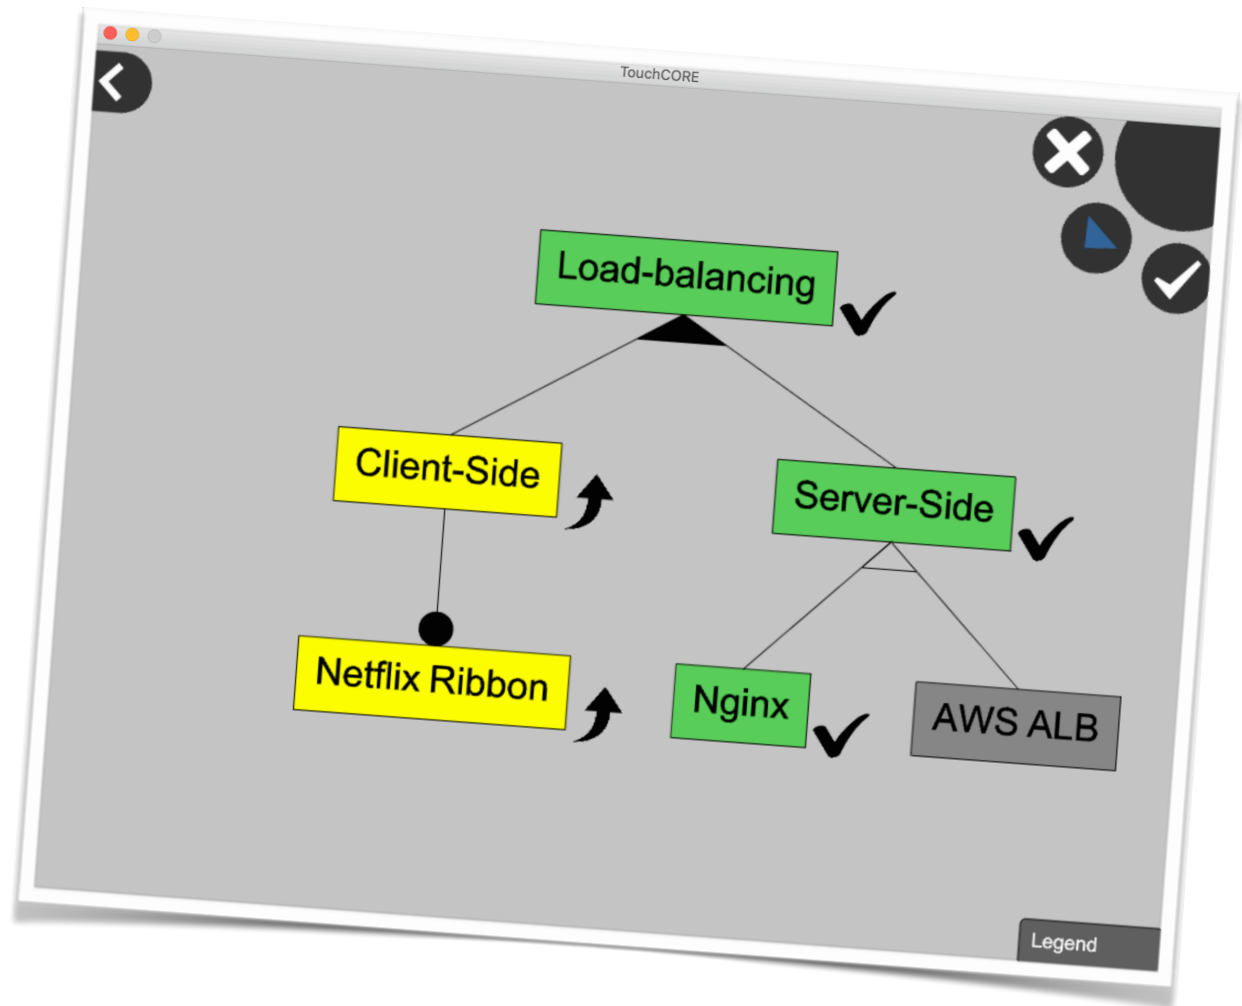 TouchCORE
Load-balancing
Client-Side
Server-Side
Netflix Ribbon
Nginx
AWS ALB
Legend